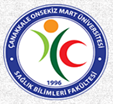 ÇANAKKALE ONSEKİZ MART ÜNİVERSİTESİ
1996
SAĞLIK BİLİMLERİ FAKÜLTESİ